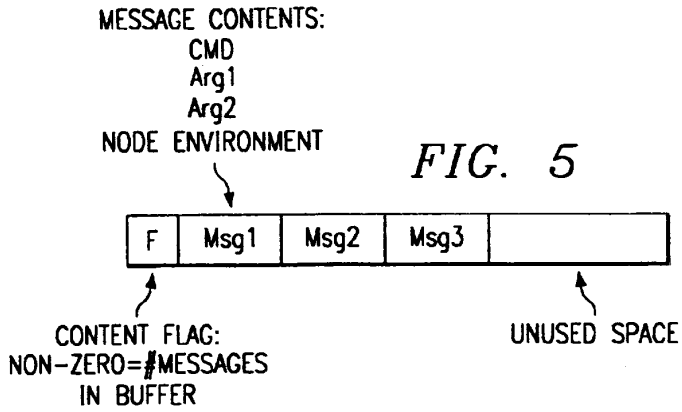 MESSAGE CONTENTS:
CMD
Arg1
Arg2
NODE ENVIRONMENT
FIG. 5
F
Msg1
Msg2
Msg3
CONTENT FLAG:
NON-ZERO=#MESSAGES
IN BUFFER
UNUSED SPACE